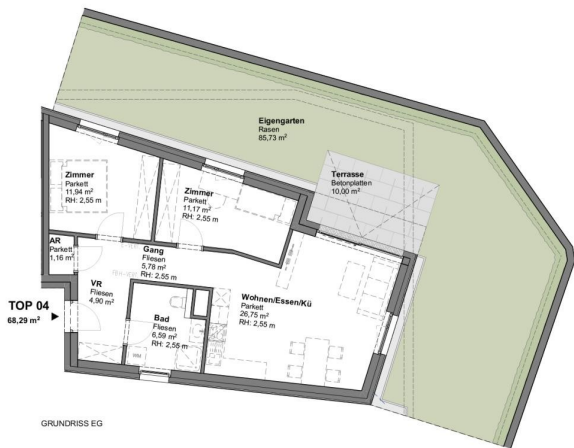 Eigengarten
Rasen
85,73 m²
Terrasse
Betonplatten
10,00 m²
Zimmer
Parkett
11,94 m²
RH: 2,55 m
Zimmer
Parkett
11,17 m²
RH: 2,55 m
AR
Parkett
1,16 m²
Gang
Fliesen
5,78 m²
RH: 2,55 m
VR
Fliesen
4,90 m²
Wohnen/Essen/Kü
Parkett
26,75 m²
RH: 2,55 m
Bad
Fliesen
6,59 m²
RH: 2,55 m
TOP 04
68,29 m²
GRUNDRISS EG